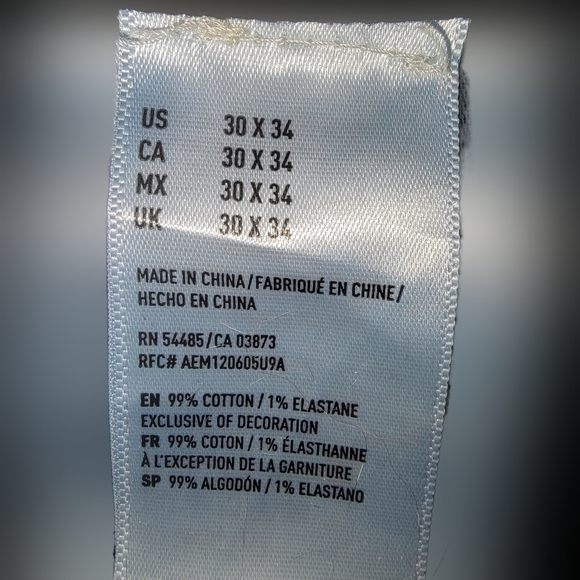 US 30 X 34
CA 30 X 34
MX 30 X 34
UK 30 X 34
MADE IN CHINA/FABRIQUÉ EN CHINE/
HECHO EN CHINA
RN 54485/CA 03873
RFC# AEM120605U9A
EN 99% COTTON / 1% ELASTANE
EXCLUSIVE OF DECORATION
FR 99% COTON / 1% ÉLASTHANNE
À L'EXCEPTION DE LA GARNITURE
SP 99% ALGODÓN / 1% ELASTANO